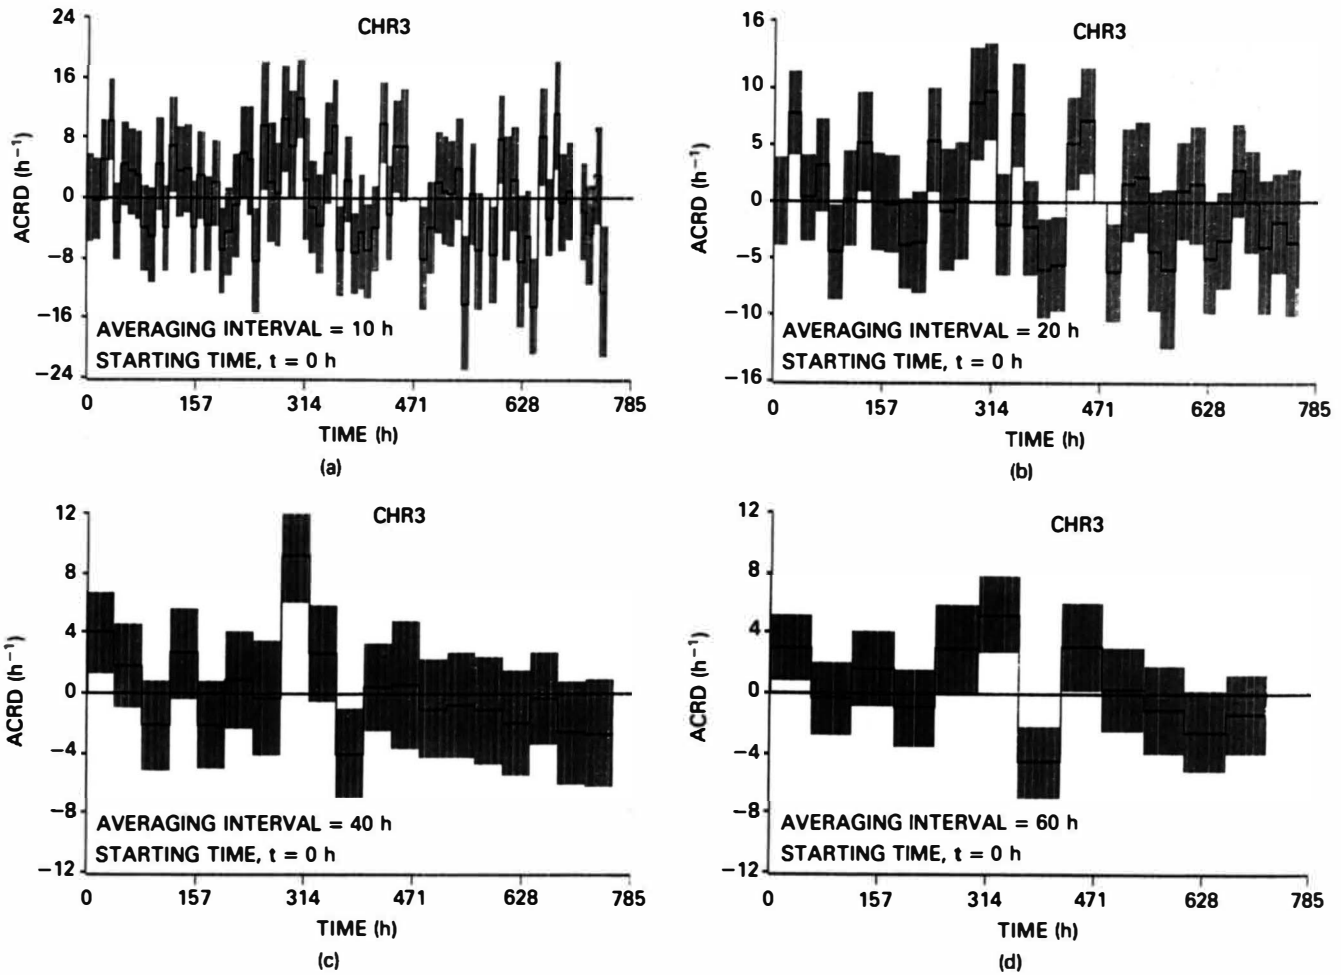 CHR3
24
16
8
0
−8
−16
−24
ACRD (h⁻¹)
AVERAGING INTERVAL = 10 h
STARTING TIME, t = 0 h
0 157 314 471 628 785
TIME (h)
(a)
CHR3
16
10
5
0
−5
−10
−16
ACRD (h⁻¹)
AVERAGING INTERVAL = 20 h
STARTING TIME, t = 0 h
0 157 314 471 628 785
TIME (h)
(b)
CHR3
12
8
4
0
−4
−8
−12
ACRD (h⁻¹)
AVERAGING INTERVAL = 40 h
STARTING TIME, t = 0 h
0 157 314 471 628 785
TIME (h)
(c)
CHR3
12
8
4
0
−4
−8
−12
ACRD (h⁻¹)
AVERAGING INTERVAL = 60 h
STARTING TIME, t = 0 h
0 157 314 471 628 785
TIME (h)
(d)